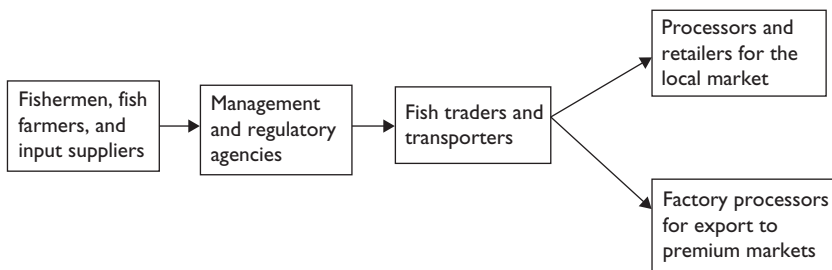 Fishermen, fish
farmers, and
input suppliers
Management
and regulatory
agencies
Fish traders and
transporters
Processors and
retailers for the
local market
Factory processors
for export to
premium markets